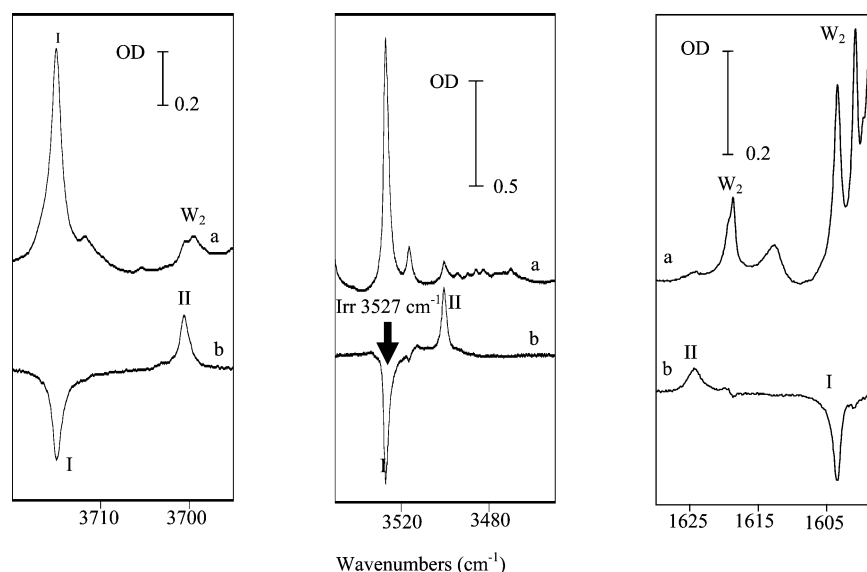 I
OD
0.2
W2
a
II
b
I
3710
3700
OD
0.5
a
Irr 3527 cm-1
II
b
I
3520
3480
W2
OD
0.2
W2
a
II
b
I
1625
1615
1605
Wavenumbers (cm-1)